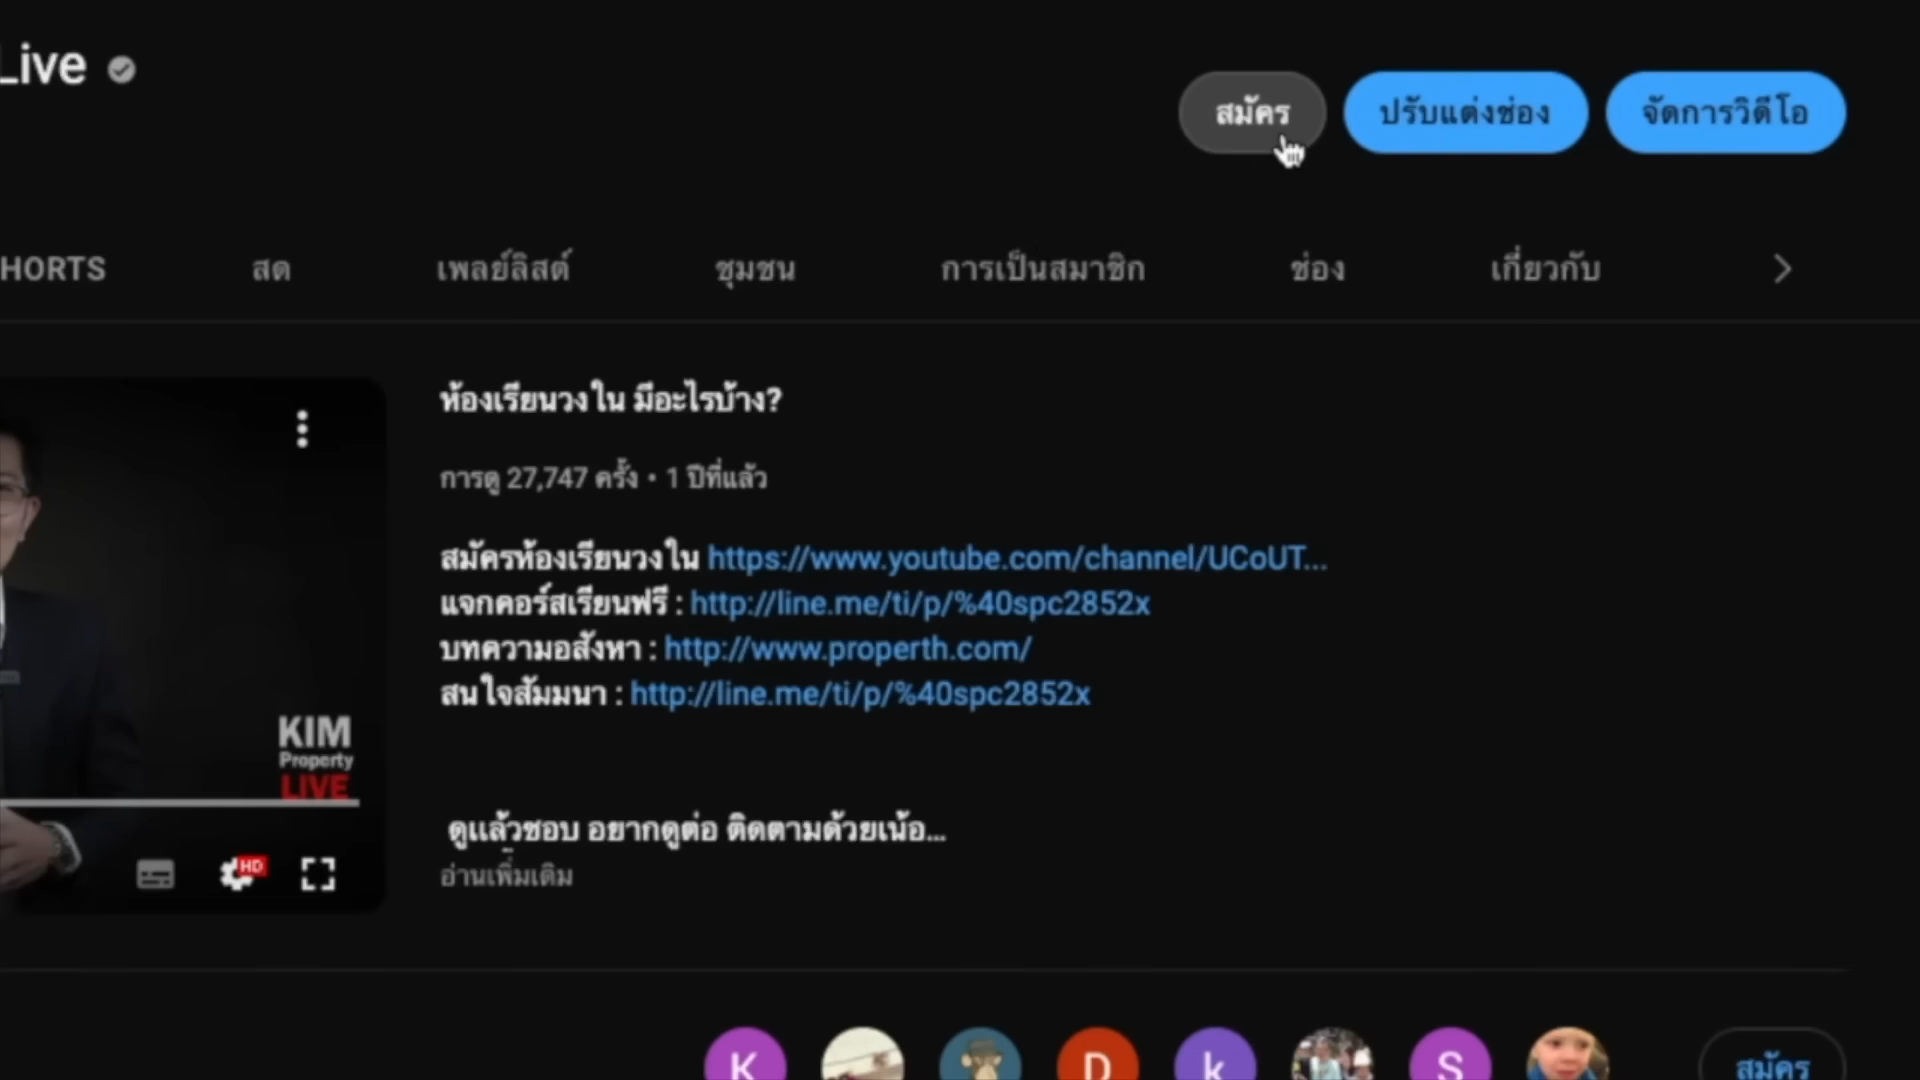 Live
สมัคร
ปรับแต่งช่อง
จัดการวิดีโอ
HORTS
สด
เพลย์ลิสต์
ชุมชน
การเป็นสมาชิก
ช่อง
เกี่ยวกับ
ห้องเรียนวงใน มีอะไรบ้าง?
การดู 27,747 ครั้ง • 1 ปีที่แล้ว
สมัครห้องเรียนวงใน https://www.youtube.com/channel/UCoUT...
แจกคอร์สเรียนฟรี : http://line.me/ti/p/%40spc2852x
บทความอสังหา : http://www.properth.com/
สนใจสัมมนา : http://line.me/ti/p/%40spc2852x
KIM
Property
LIVE
ดูแล้วชอบ อยากดูต่อ ติดตามด้วยเน้อ...
HD
อ่านเพิ่มเติม
K
D
k
S
สมัคร